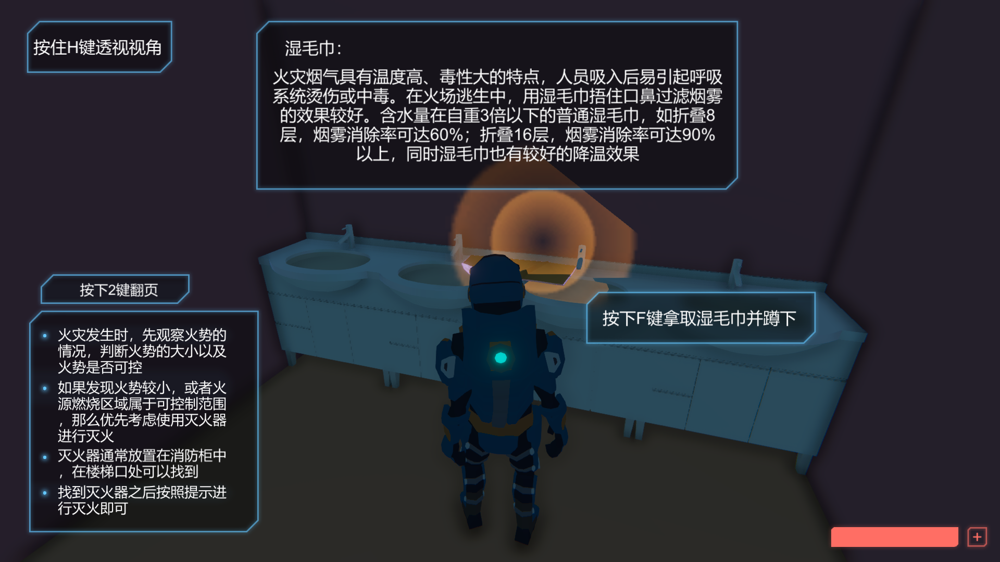 按住H键透视视角
湿毛巾：
火灾烟气具有温度高、毒性大的特点，人员吸入后易引起呼吸
系统烫伤或中毒。在火场逃生中，用湿毛巾捂住口鼻过滤烟雾
的效果较好。含水量在自重3倍以下的普通湿毛巾，如折叠8
层，烟雾消除率可达60%；折叠16层，烟雾消除率可达90%
以上，同时湿毛巾也有较好的降温效果
按下2键翻页
• 火灾发生时，先观察火势的
情况，判断火势的大小以及
火势是否可控
• 如果发现火势较小，或者火
源燃烧区域属于可控制范围
，那么优先考虑使用灭火器
进行灭火
• 灭火器通常放置在消防柜中
，在楼梯口处可以找到
• 找到灭火器之后按照提示进
行灭火即可
按下F键拿取湿毛巾并蹲下